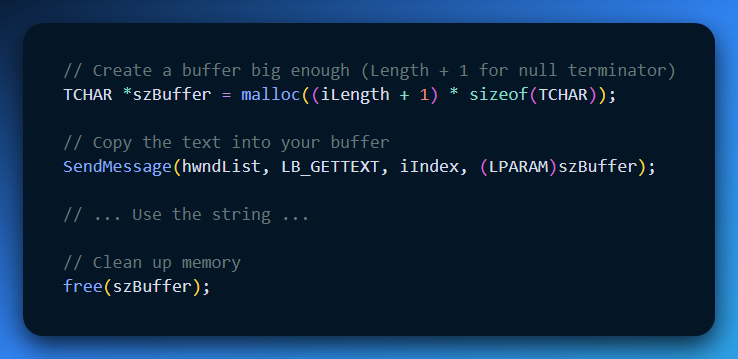 // Create a buffer big enough (Length + 1 for null terminator)
TCHAR *szBuffer = malloc((iLength + 1) * sizeof(TCHAR));
// Copy the text into your buffer
SendMessage(hwndList, LB_GETTEXT, iIndex, (LPARAM)szBuffer);
// ... Use the string ...
// Clean up memory
free(szBuffer);